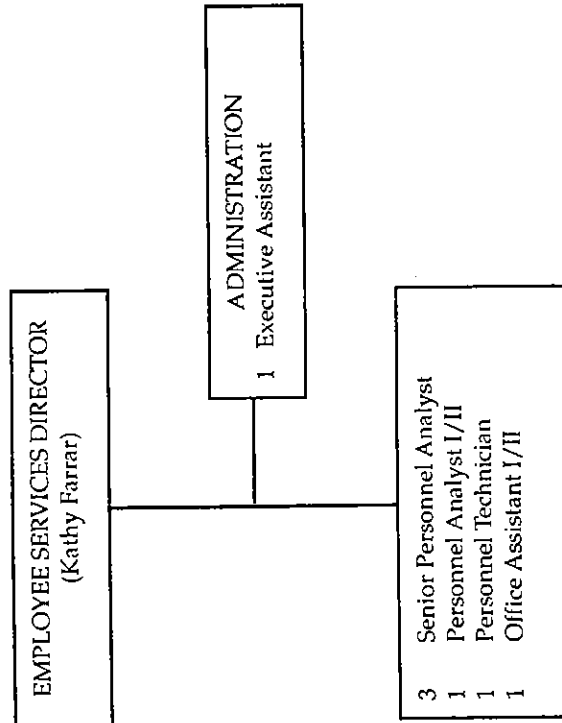 EMPLOYEE SERVICES DIRECTOR
(Kathy Farrar)
ADMINISTRATION
1 Executive Assistant
3 Senior Personnel Analyst
1 Personnel Analyst I/II
1 Personnel Technician
1 Office Assistant I/II